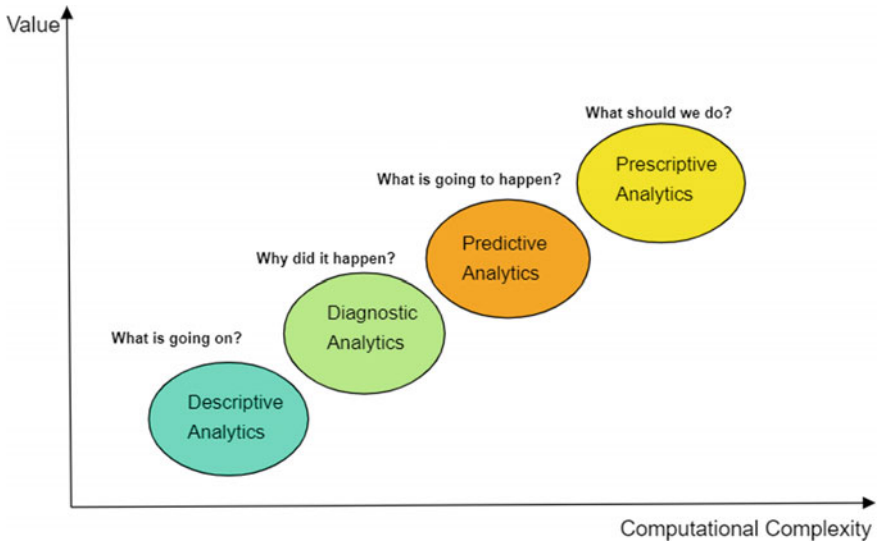 Value
What should we do?
Prescriptive
Analytics
What is going to happen?
Predictive
Analytics
Why did it happen?
Diagnostic
Analytics
What is going on?
Descriptive
Analytics
Computational Complexity